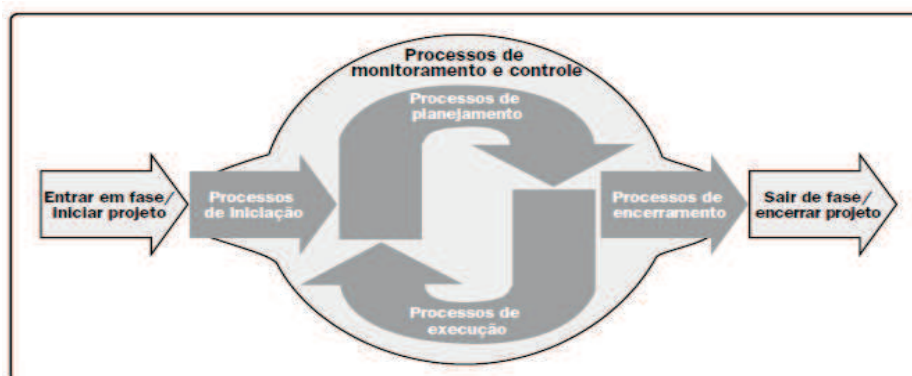 Processos de
monitoramento e controle
Processos de
planejamento
Entrar em fase/
iniciar projeto
Processos
de iniciação
Processos de
encerramento
Sair de fase/
encerrar projeto
Processos de
execução